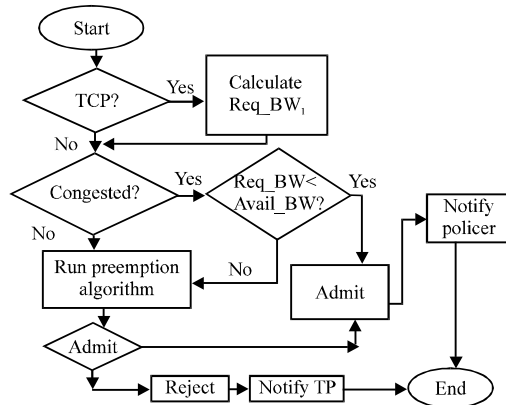 Start
TCP?
Yes
Calculate
Req_BW₁
No
Congested?
Yes
Req_BW<
Avail_BW?
Yes
Notify
policer
No
Run preemption
algorithm
No
Admit
Admit
Reject
Notify TP
End